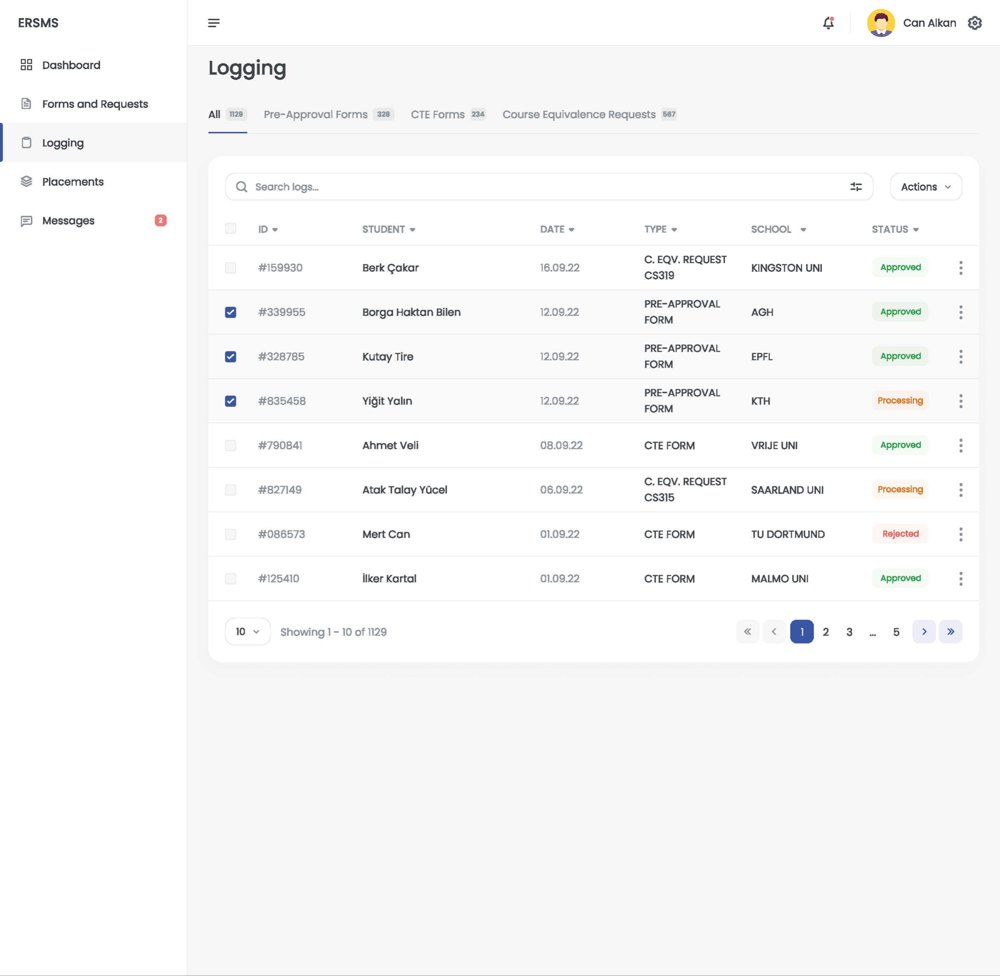 ERSMS
Can Alkan
Dashboard
Forms and Requests
Logging
Placements
Messages 2
Logging
All 1129 Pre-Approval Forms 328 CTE Forms 234 Course Equivalence Requests 567
Search logs...
Actions
ID STUDENT DATE TYPE SCHOOL STATUS
#159930 Berk Çakar 16.09.22 C. EQV. REQUEST CS319 KINGSTON UNI Approved
#339955 Borga Haktan Bilen 12.09.22 PRE-APPROVAL FORM AGH Approved
#328785 Kutay Tire 12.09.22 PRE-APPROVAL FORM EPFL Approved
#835458 Yiğit Yalın 12.09.22 PRE-APPROVAL FORM KTH Processing
#790841 Ahmet Veli 08.09.22 CTE FORM VRIJE UNI Approved
#827149 Atak Talay Yücel 06.09.22 C. EQV. REQUEST CS315 SAARLAND UNI Processing
#086573 Mert Can 01.09.22 CTE FORM TU DORTMUND Rejected
#125410 İlker Kartal 01.09.22 CTE FORM MALMO UNI Approved
10 Showing 1 - 10 of 1129 « < 1 2 3 ... 5 > »